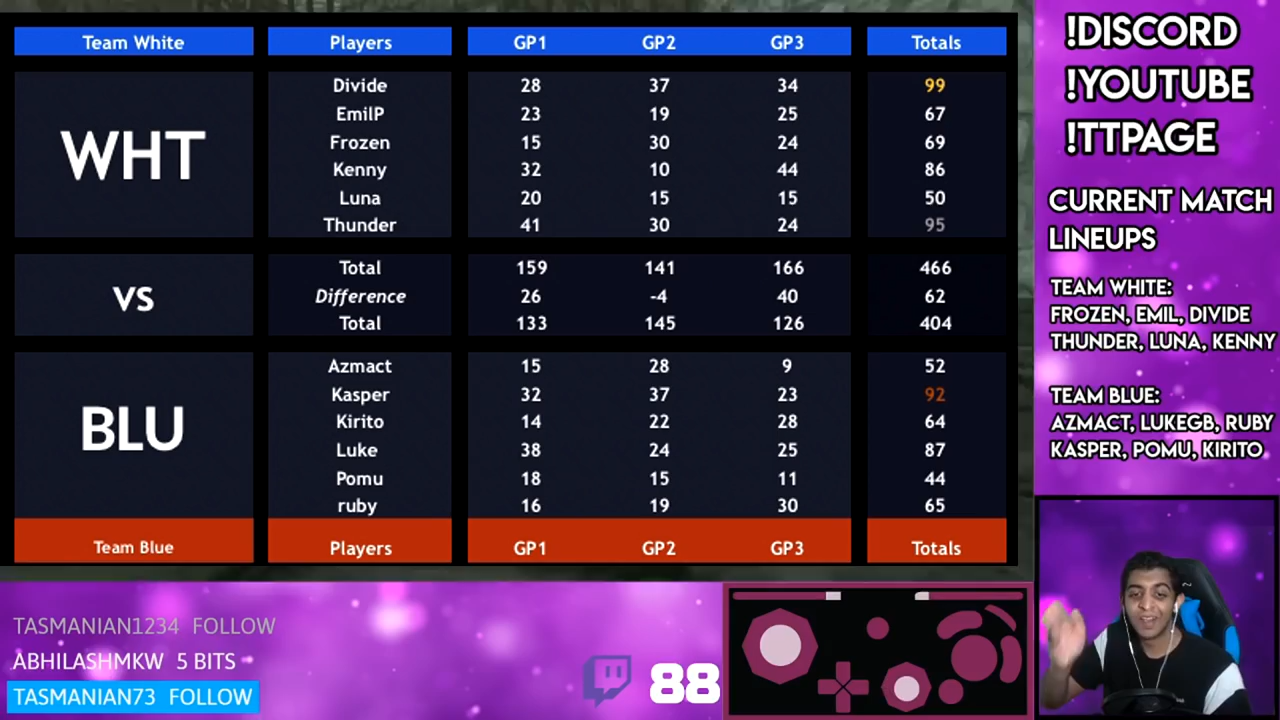 Team White Players GP1 GP2 GP3 Totals
WHT
Divide 28 37 34 99
EmilP 23 19 25 67
Frozen 15 30 24 69
Kenny 32 10 44 86
Luna 20 15 15 50
Thunder 41 30 24 95
VS
Total 159 141 166 466
Difference 26 -4 40 62
Total 133 145 126 404
BLU
Azmact 15 28 9 52
Kasper 32 37 23 92
Kirito 14 22 28 64
Luke 38 24 25 87
Pomu 18 15 11 44
ruby 16 19 30 65
Team Blue Players GP1 GP2 GP3 Totals
!DISCORD
!YOUTUBE
!TTPAGE
CURRENT MATCH
LINEUPS
TEAM WHITE:
FROZEN, EMIL, DIVIDE
THUNDER, LUNA, KENNY
TEAM BLUE:
AZMACT, LUKEGB, RUBY
KASPER, POMU, KIRITO
TASMANIAN1234 FOLLOW
ABHILASHMKW 5 BITS
TASMANIAN73 FOLLOW
88